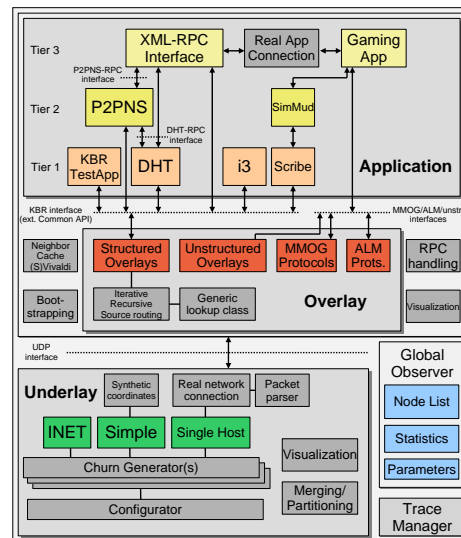 Tier 3
XML-RPC
Interface
Real App
Connection
Gaming
App
P2PNS-RPC
interface
Tier 2
P2PNS
SimMud
DHT-RPC
interface
Tier 1
KBR
TestApp
DHT
i3
Scribe
Application
KBR interface
(ext. Common API)
MMOG/ALM/unstr.
interfaces
Neighbor
Cache
(S)Vivaldi
Structured
Overlays
Unstructured
Overlays
MMOG
Protocols
ALM
Prots.
RPC
handling
Boot-
strapping
Iterative
Recursive
Source routing
Generic
lookup class
Overlay
Visualization
UDP
interface
Underlay
Synthetic
coordinates
Real network
connection
Packet
parser
INET
Simple
Single Host
Churn Generator(s)
Configurator
Visualization
Merging/
Partitioning
Global
Observer
Node List
Statistics
Parameters
Trace
Manager